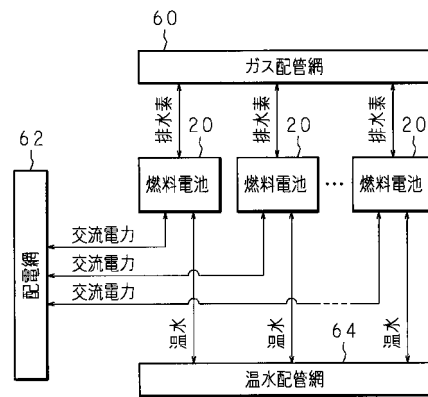 60
ガス配管網
排水素
排水素
排水素
62
20
20
20
燃料電池
燃料電池
…
燃料電池
配電網
交流電力
交流電力
交流電力
温水
温水
温水
64
温水配管網